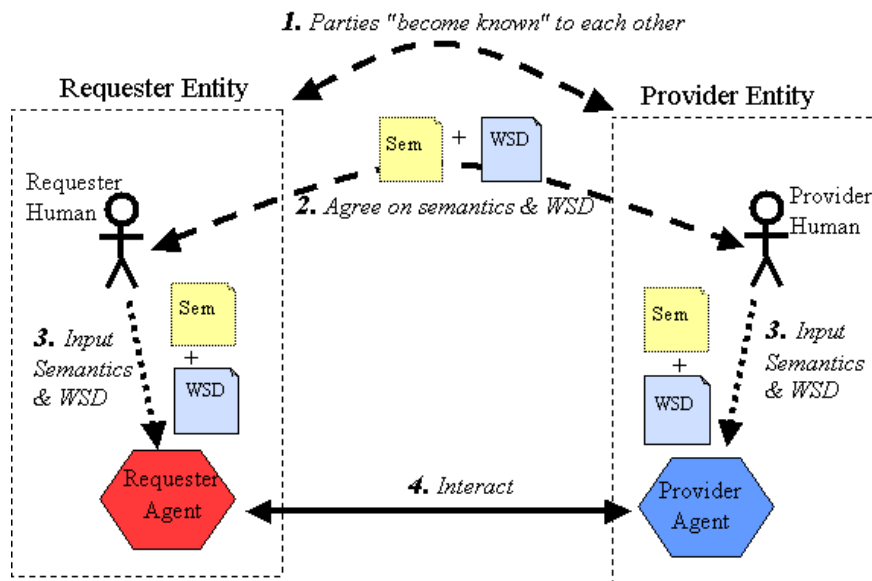 1. Parties "become known" to each other
Requester Entity
Provider Entity
Sem
+
WSD
Requester
Human
2. Agree on semantics & WSD
Provider
Human
3. Input
Semantics
& WSD
Sem
+
WSD
Sem
+
WSD
3. Input
Semantics
& WSD
Requester
Agent
4. Interact
Provider
Agent